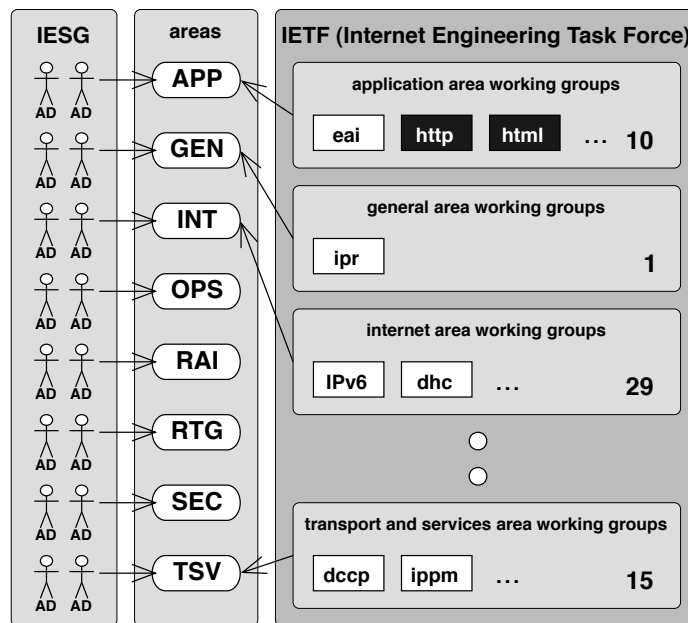 IESG
AD AD
AD AD
AD AD
AD AD
AD AD
AD AD
AD AD
AD AD
areas
APP
GEN
INT
OPS
RAI
RTG
SEC
TSV
IETF (Internet Engineering Task Force)
application area working groups
eai http html ... 10
general area working groups
ipr 1
internet area working groups
IPv6 dhc ... 29
transport and services area working groups
dccp ippm ... 15